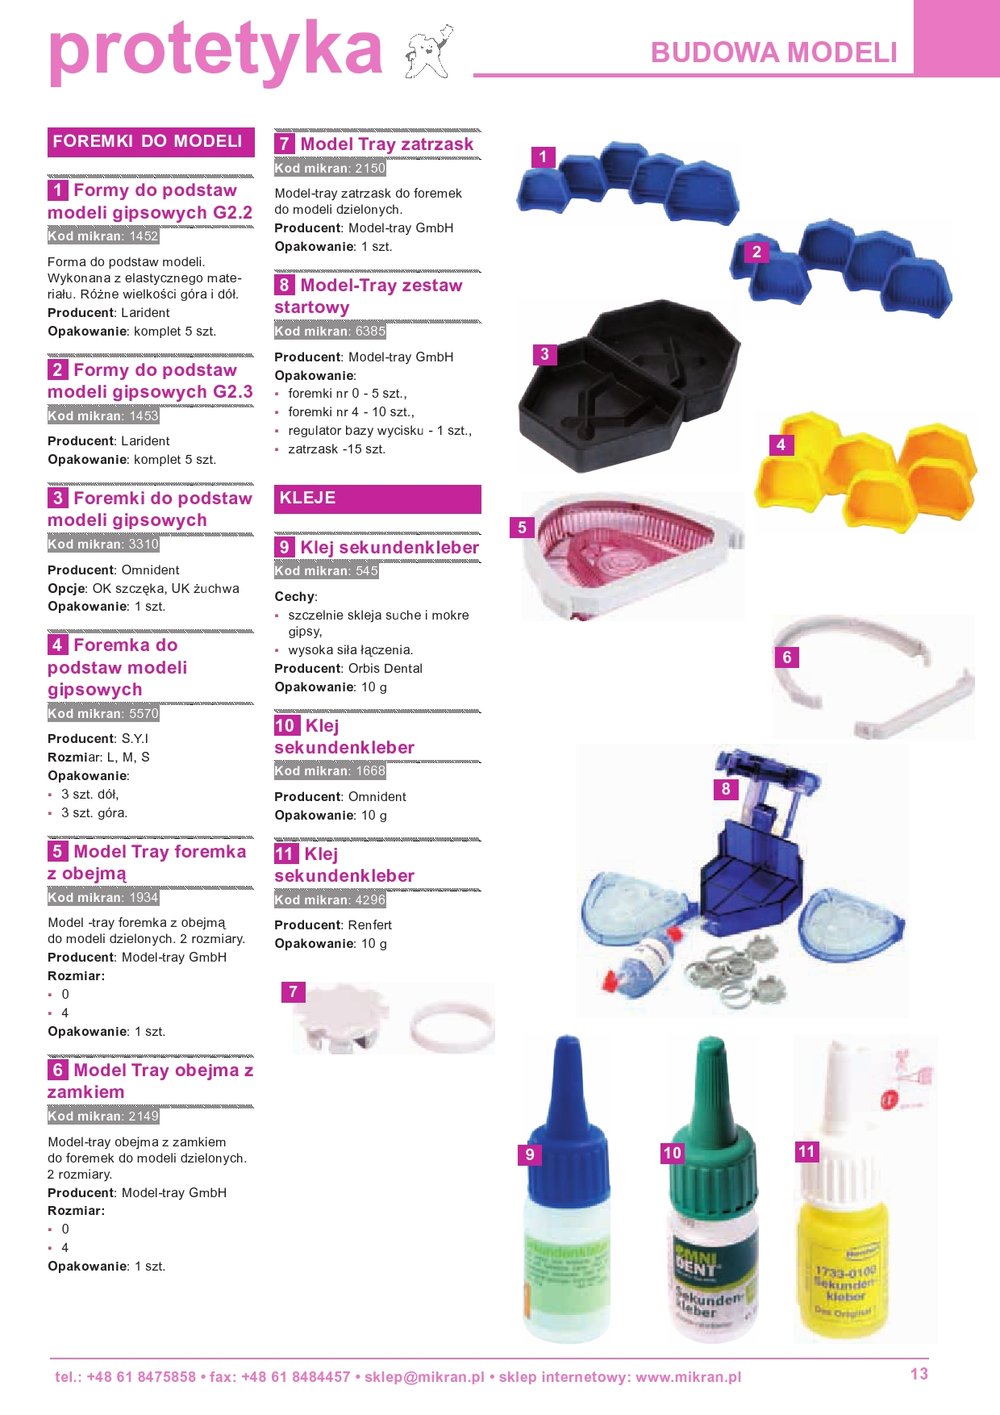 protetyka
BUDOWA MODELI
FOREMKI DO MODELI
1 Formy do podstaw
modeli gipsowych G2.2
Kod mikran: 1452
Forma do podstaw modeli.
Wykonana z elastycznego mate-
riału. Różne wielkości góra i dół.
Producent: Larident
Opakowanie: komplet 5 szt.
2 Formy do podstaw
modeli gipsowych G2.3
Kod mikran: 1453
Producent: Larident
Opakowanie: komplet 5 szt.
3 Foremki do podstaw
modeli gipsowych
Kod mikran: 3310
Producent: Omnident
Opcje: OK szczęka, UK żuchwa
Opakowanie: 1 szt.
4 Foremka do
podstaw modeli
gipsowych
Kod mikran: 5570
Producent: S.Y.I
Rozmiar: L, M, S
Opakowanie:
▪ 3 szt. dół,
▪ 3 szt. góra.
5 Model Tray foremka
z obejmą
Kod mikran: 1934
Model -tray foremka z obejmą
do modeli dzielonych. 2 rozmiary.
Producent: Model-tray GmbH
Rozmiar:
▪ 0
▪ 4
Opakowanie: 1 szt.
6 Model Tray obejma z
zamkiem
Kod mikran: 2149
Model-tray obejma z zamkiem
do foremek do modeli dzielonych.
2 rozmiary.
Producent: Model-tray GmbH
Rozmiar:
▪ 0
▪ 4
Opakowanie: 1 szt.
7 Model Tray zatrzask
Kod mikran: 2150
Model-tray zatrzask do foremek
do modeli dzielonych.
Producent: Model-tray GmbH
Opakowanie: 1 szt.
8 Model-Tray zestaw
startowy
Kod mikran: 6385
Producent: Model-tray GmbH
Opakowanie:
▪ foremki nr 0 - 5 szt.,
▪ foremki nr 4 - 10 szt.,
▪ regulator bazy wycisku - 1 szt.,
▪ zatrzask -15 szt.
KLEJE
9 Klej sekundenkleber
Kod mikran: 545
Cechy:
▪ szczelnie skleja suche i mokre
gipsy,
▪ wysoka siła łączenia.
Producent: Orbis Dental
Opakowanie: 10 g
10 Klej
sekundenkleber
Kod mikran: 1668
Producent: Omnident
Opakowanie: 10 g
11 Klej
sekundenkleber
Kod mikran: 4296
Producent: Renfert
Opakowanie: 10 g
7
1
2
3
4
5
6
8
9
10
11
OMNI
DENT
Sekunden-
kleber
Renfert
1733-0100
Sekunden-
kleber
Das Original!
tel.: +48 61 8475858 • fax: +48 61 8484457 • sklep@mikran.pl • sklep internetowy: www.mikran.pl
13